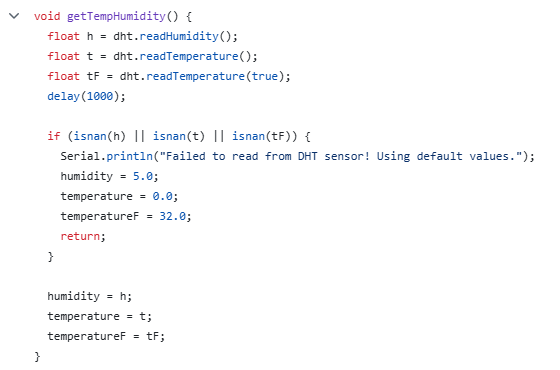 void getTempHumidity() {
  float h = dht.readHumidity();
  float t = dht.readTemperature();
  float tF = dht.readTemperature(true);
  delay(1000);

  if (isnan(h) || isnan(t) || isnan(tF)) {
    Serial.println("Failed to read from DHT sensor! Using default values.");
    humidity = 5.0;
    temperature = 0.0;
    temperatureF = 32.0;
    return;
  }

  humidity = h;
  temperature = t;
  temperatureF = tF;
}